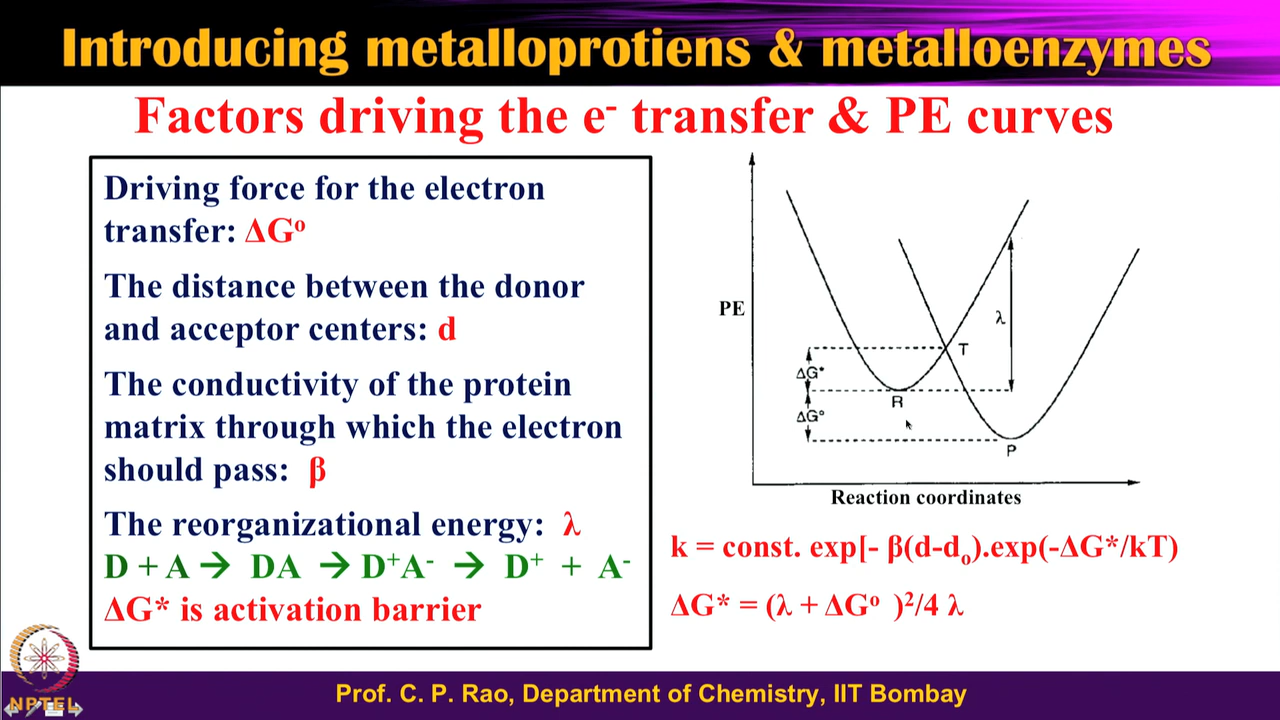 Introducing metalloprotiens & metalloenzymes
Factors driving the e⁻ transfer & PE curves
Driving force for the electron
transfer: ΔGᵒ
The distance between the donor
and acceptor centers: d
The conductivity of the protein
matrix through which the electron
should pass: β
The reorganizational energy: λ
D + A → DA → D⁺A⁻ → D⁺ + A⁻
ΔG* is activation barrier
PE
λ
T
ΔG*
R
ΔG°
P
Reaction coordinates
k = const. exp[- β(d-dₒ).exp(-ΔG*/kT)
ΔG* = (λ + ΔGᵒ )²/4 λ
NPTEL
Prof. C. P. Rao, Department of Chemistry, IIT Bombay